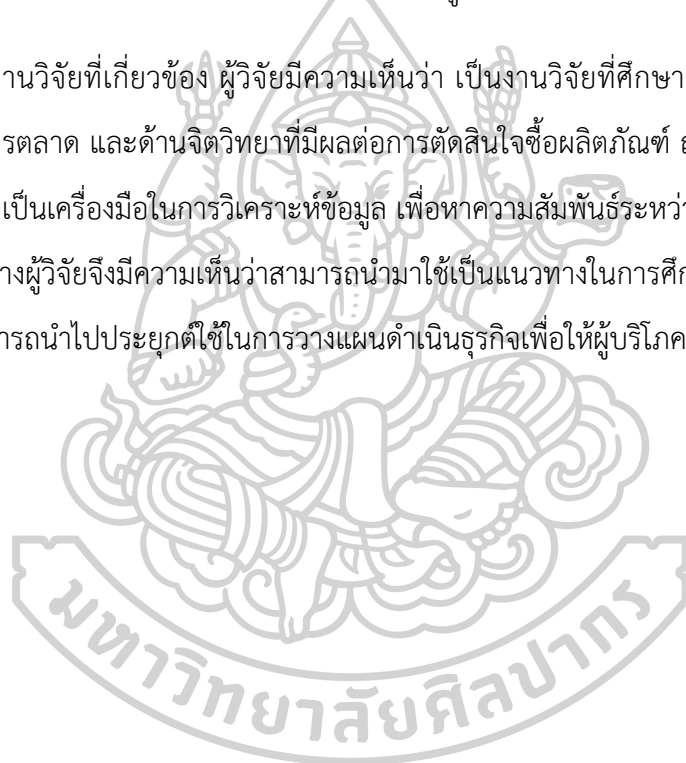 านวิจัยที่เกี่ยวข้อง ผู้วิจัยมีความเห็นว่า เป็นงานวิจัยที่ศึกษา
รตลาด และด้านจิตวิทยาที่มีผลต่อการตัดสินใจซื้อผลิตภัณฑ์
เป็นเครื่องมือในการวิเคราะห์ข้อมูล เพื่อหาความสัมพันธ์ระหว่
างผู้วิจัยจึงมีความเห็นว่าสามารถนำมาใช้เป็นแนวทางในการศึก
ารถนำไปประยุกต์ใช้ในการวางแผนดำเนินธุรกิจเพื่อให้ผู้บริโภค
มหาวิทยาลัยศิลปากร